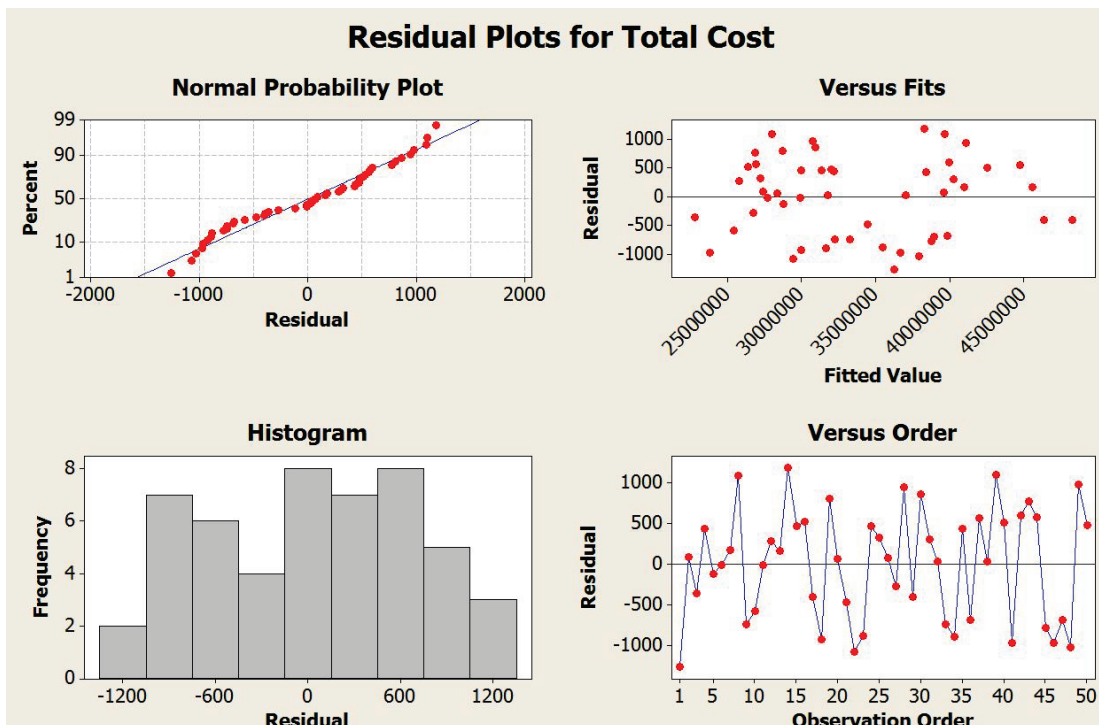 Residual Plots for Total Cost
Normal Probability Plot
Percent
99
90
50
10
1
-2000 -1000 0 1000 2000
Residual
Versus Fits
Residual
1000
500
0
-500
-1000
25000000 30000000 35000000 40000000 45000000
Fitted Value
Histogram
Frequency
8
6
4
2
0
-1200 -600 0 600 1200
Residual
Versus Order
Residual
1000
500
0
-500
-1000
1 5 10 15 20 25 30 35 40 45 50
Observation Order